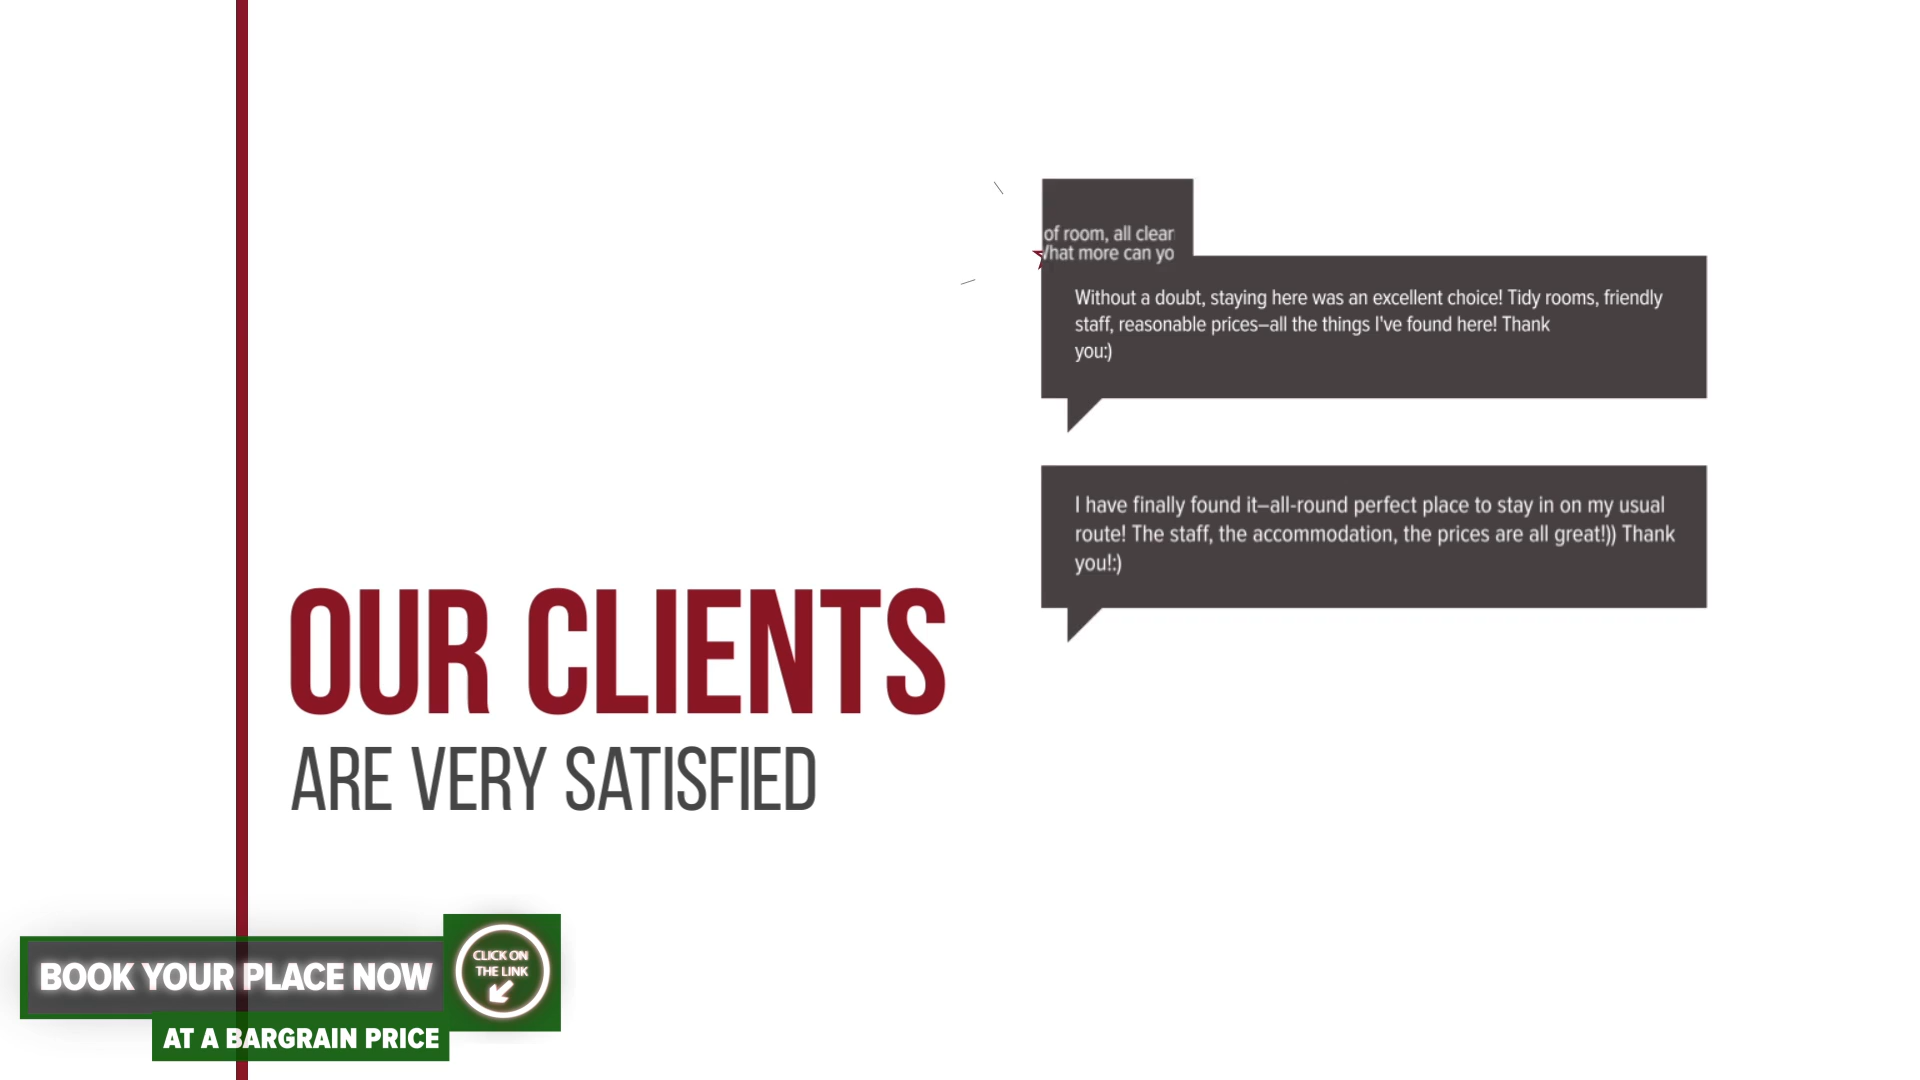 of room, all clear
hat more can yo
Without a doubt, staying here was an excellent choice! Tidy rooms, friendly
staff, reasonable prices–all the things I've found here! Thank
you:)
I have finally found it–all-round perfect place to stay in on my usual
route! The staff, the accommodation, the prices are all great!)) Thank
you!:)
OUR CLIENTS
ARE VERY SATISFIED
CLICK ON
THE LINK
BOOK YOUR PLACE NOW
AT A BARGRAIN PRICE